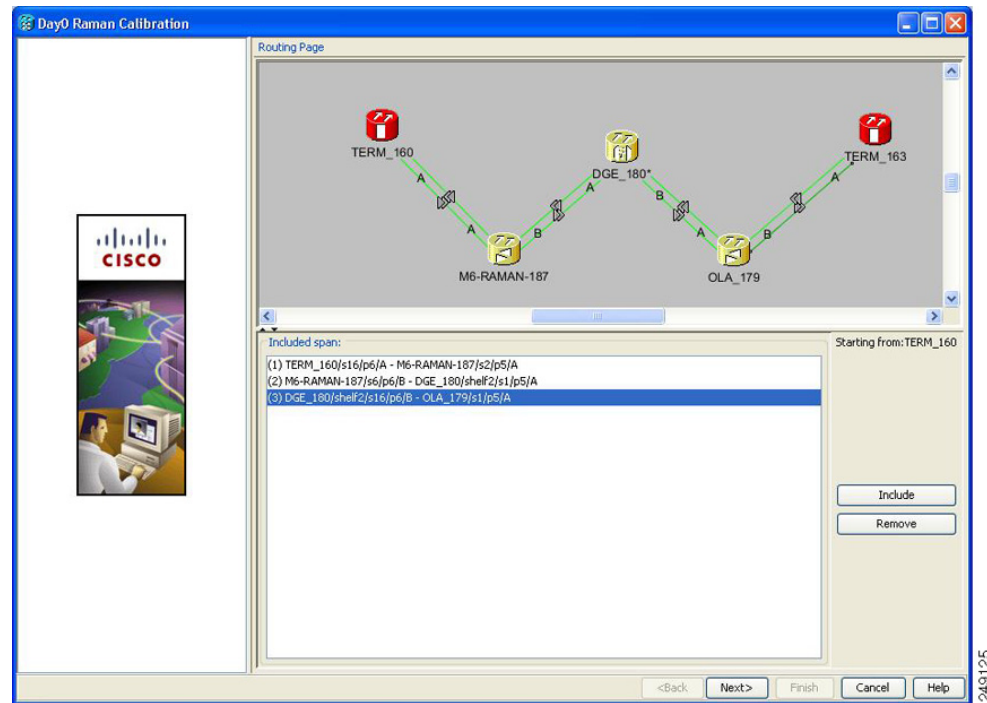 Day0 Raman Calibration
Routing Page
TERM_160
TERM_163
DGE_180*
A
A
A
B
A
B
A
B
M6-RAMAN-187
OLA_179
CISCO
Included span:
Starting from:TERM_160
(1) TERM_160/s16/p6/A - M6-RAMAN-187/s2/p5/A
(2) M6-RAMAN-187/s6/p6/B - DGE_180/shelf2/s1/p5/A
(3) DGE_180/shelf2/s16/p6/B - OLA_179/s1/p5/A
Include
Remove
<Back
Next>
Finish
Cancel
Help
249125